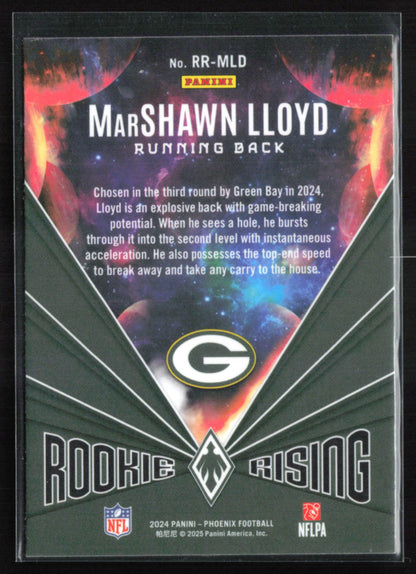 No. RR-MLD
PANINI
MARSHAWN LLOYD
RUNNING BACK
Chosen in the third round by Green Bay in 2024,
Lloyd is an explosive back with game-breaking
potential. When he sees a hole, he bursts
through it into the second level with instantaneous
acceleration. He also possesses the top-end speed
to break away and take any carry to the house.
G
ROOKIE RISING
NFL
2024 PANINI – PHOENIX FOOTBALL
帕尼尼 © 2025 Panini America, Inc.
NFLPA